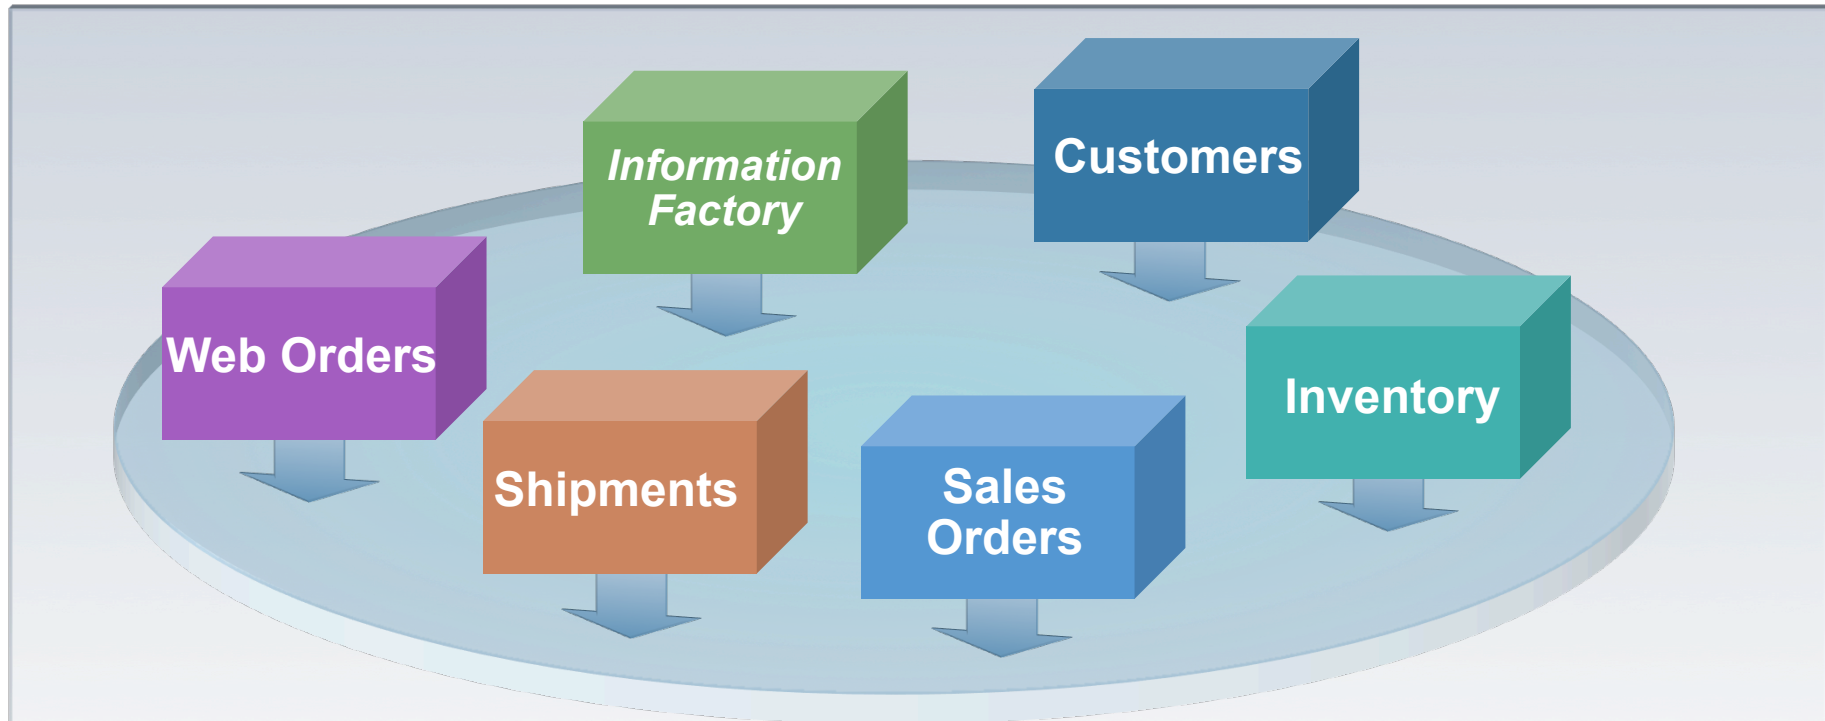 Information
Factory
Customers
Web Orders
Inventory
Shipments
Sales
Orders